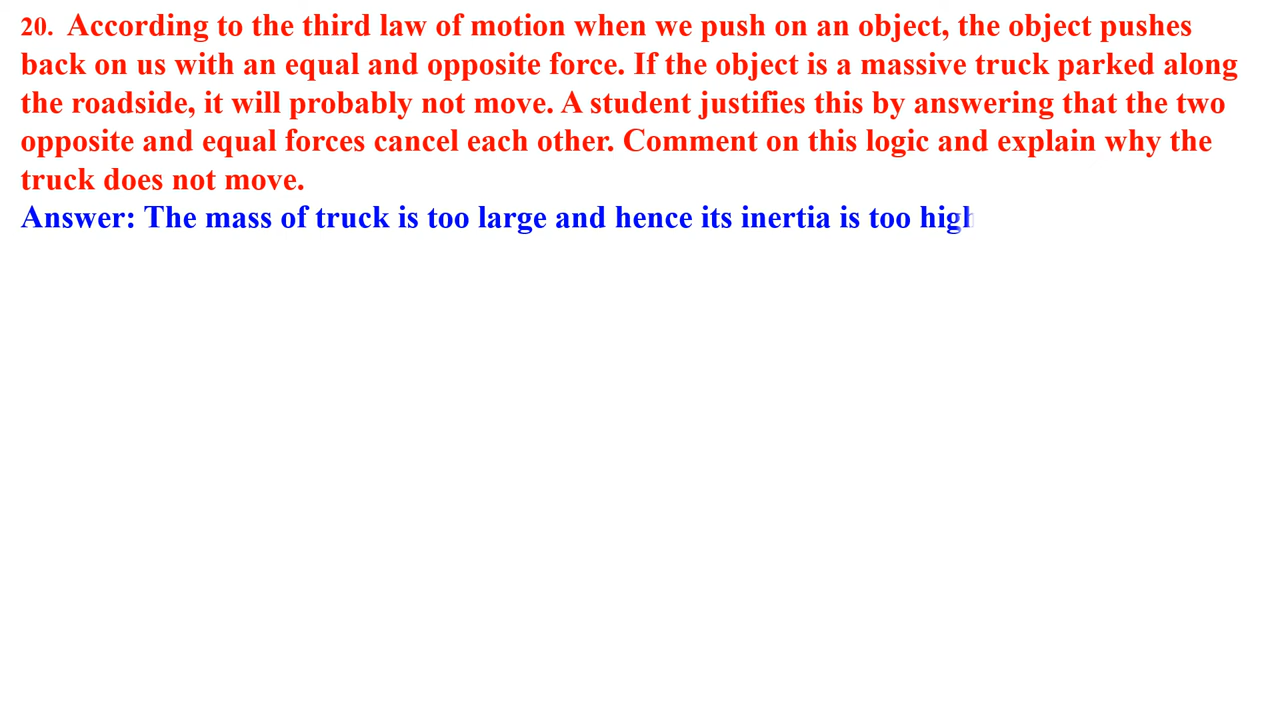 20. According to the third law of motion when we push on an object, the object pushes
back on us with an equal and opposite force. If the object is a massive truck parked along
the roadside, it will probably not move. A student justifies this by answering that the two
opposite and equal forces cancel each other. Comment on this logic and explain why the
truck does not move.
Answer: The mass of truck is too large and hence its inertia is too high